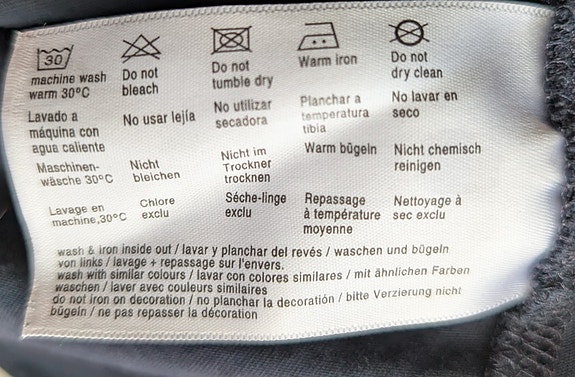 30
machine wash
warm 30°C
Do not
bleach
Do not
tumble dry
Warm iron
Do not
dry clean
Lavado a
máquina con
agua caliente
No usar lejía
No utilizar
secadora
Planchar a
temperatura
tibia
No lavar en
seco
Maschinen-
wäsche 30°C
Nicht
bleichen
Nicht im
Trockner
trocknen
Warm bügeln
Nicht chemisch
reinigen
Lavage en
machine,30°C
Chlore
exclu
Séche-linge
exclu
Repassage
à température
moyenne
Nettoyage à
sec exclu
wash & iron inside out / lavar y planchar del revés / waschen und bügeln
von links / lavage + repassage sur l'envers.
wash with similar colours / lavar con colores similares / mit ähnlichen Farben
waschen / laver avec couleurs similaires
do not iron on decoration / no planchar la decoración / bitte Verzierung nicht
bügeln / ne pas repasser la décoration